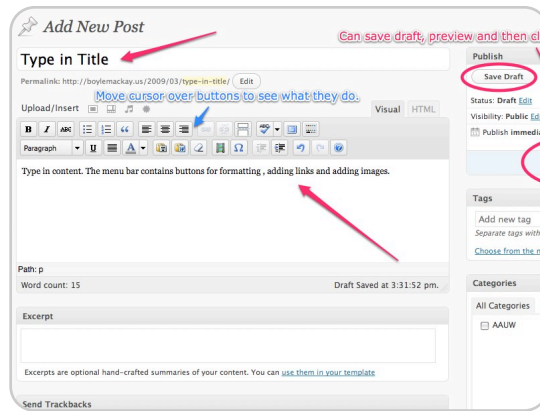 Add New Post
Can save draft, preview and then cl
Type in Title
Publish
Save Draft
Permalink: http://boylemackay.us/2009/03/type-in-title/ Edit
Move cursor over buttons to see what they do.
Status: Draft Edit
Upload/Insert
Visual HTML
Visibility: Public Ed
B I ABC
ABC
Publish immedia
Paragraph U A Ω
Type in content. The menu bar contains buttons for formatting , adding links and adding images.
Tags
Add new tag
Separate tags with
Choose from the m
Path: p
Word count: 15 Draft Saved at 3:31:52 pm.
Categories
All Categories
AAUW
Excerpt
Excerpts are optional hand-crafted summaries of your content. You can use them in your template
Send Trackbacks